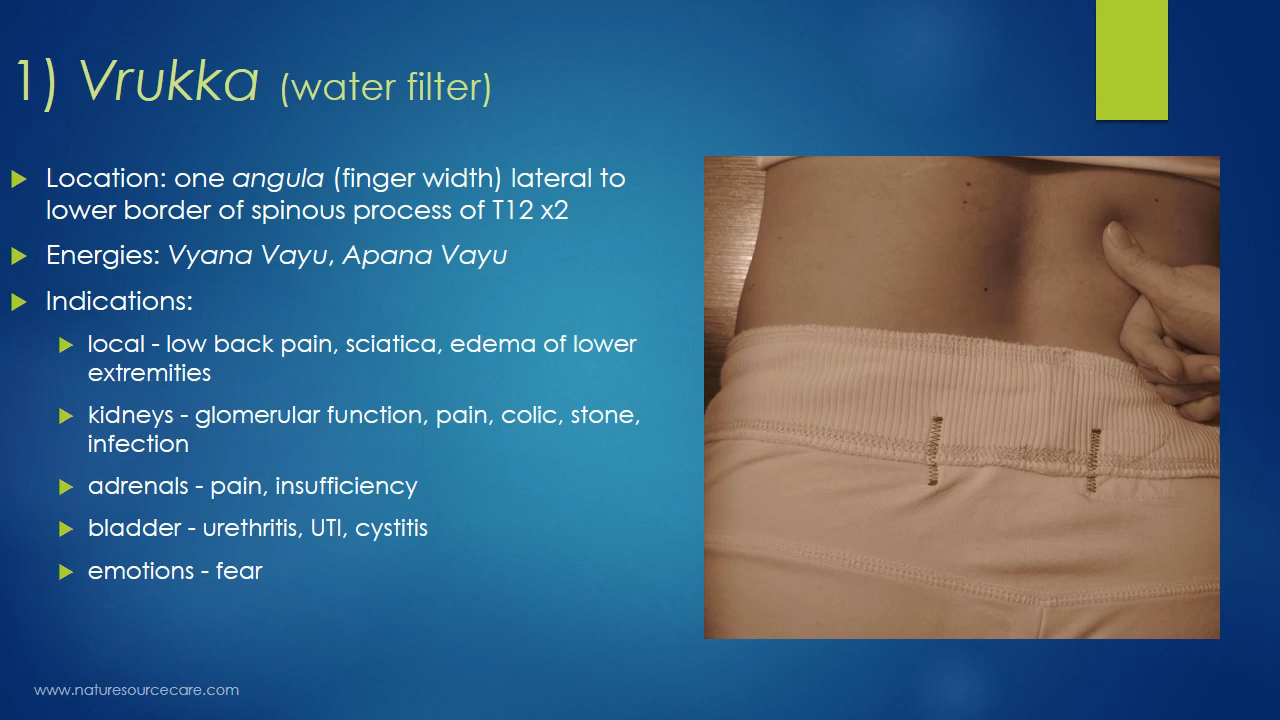 1) Vrukka (water filter)
Location: one angula (finger width) lateral to
lower border of spinous process of T12 x2
Energies: Vyana Vayu, Apana Vayu
Indications:
local - low back pain, sciatica, edema of lower
extremities
kidneys - glomerular function, pain, colic, stone,
infection
adrenals - pain, insufficiency
bladder - urethritis, UTI, cystitis
emotions - fear
www.naturesourcecare.com